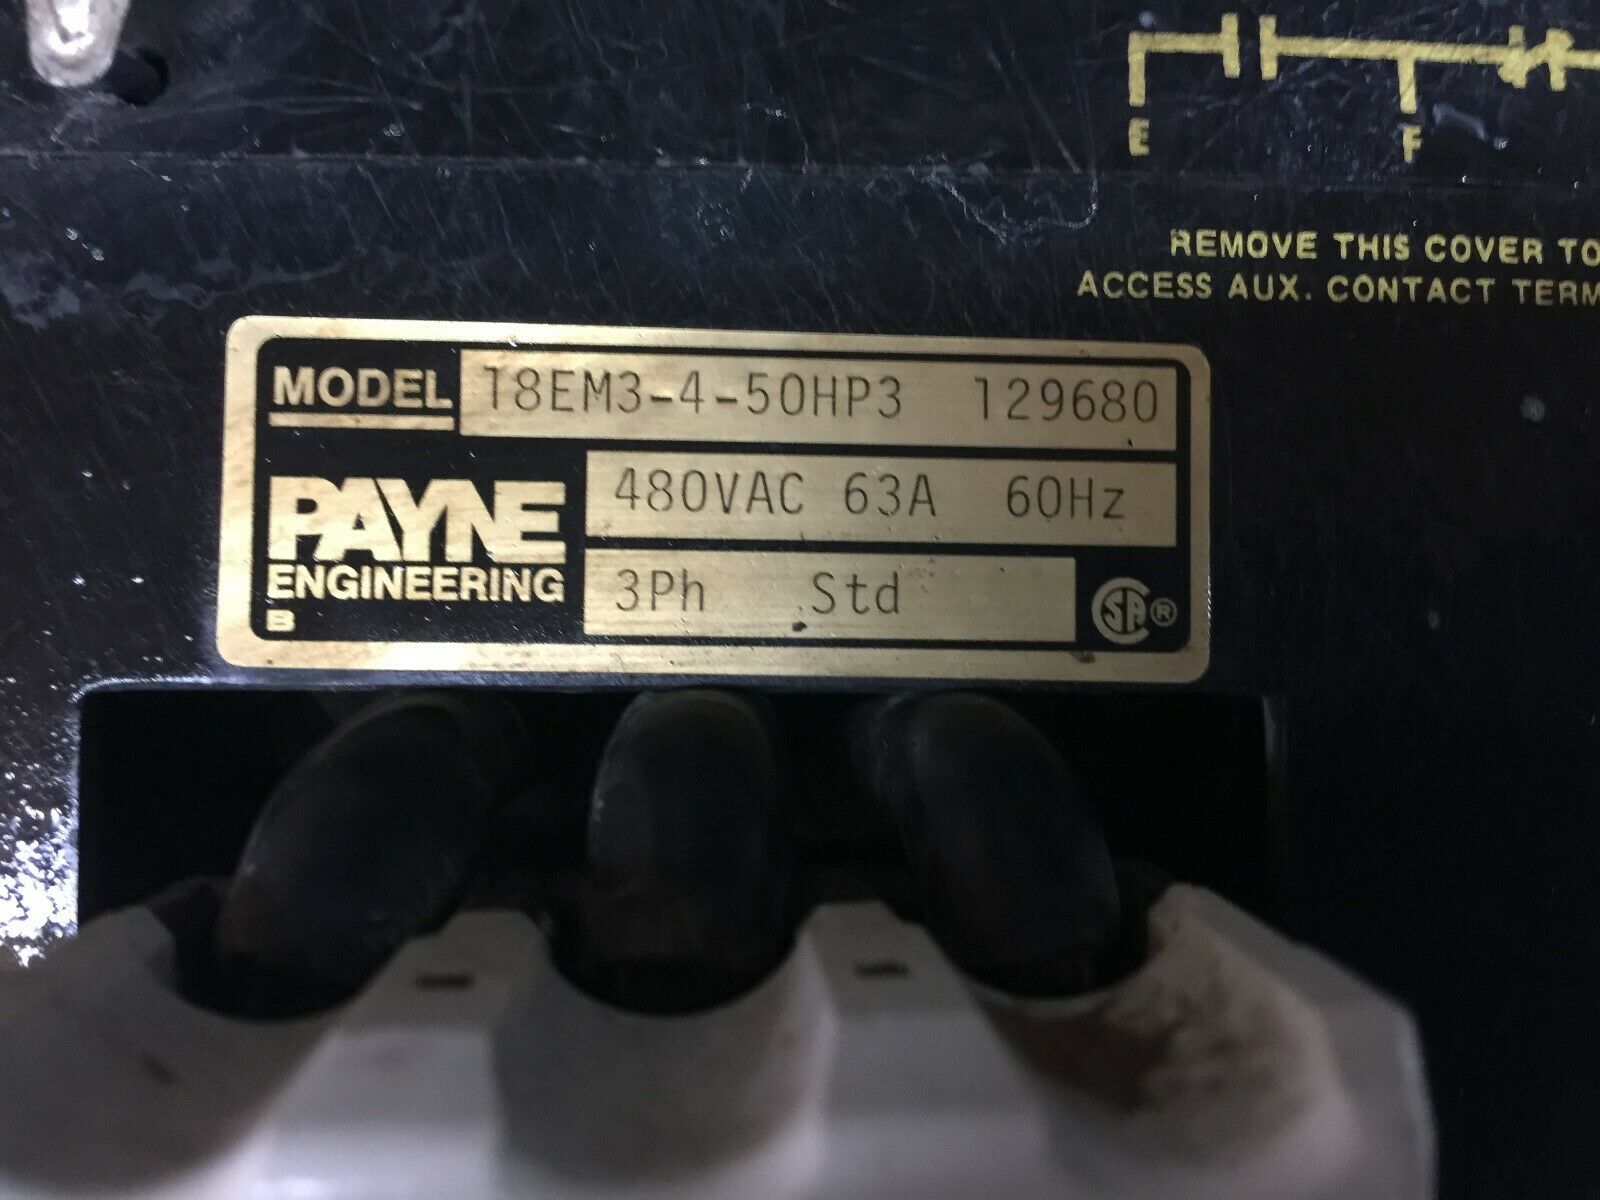 E F
REMOVE THIS COVER TO
ACCESS AUX. CONTACT TERM
MODEL 18EM3-4-50HP3 129680
PAYNE
ENGINEERING
B
480VAC 63A 60Hz
3Ph Std
SA ®